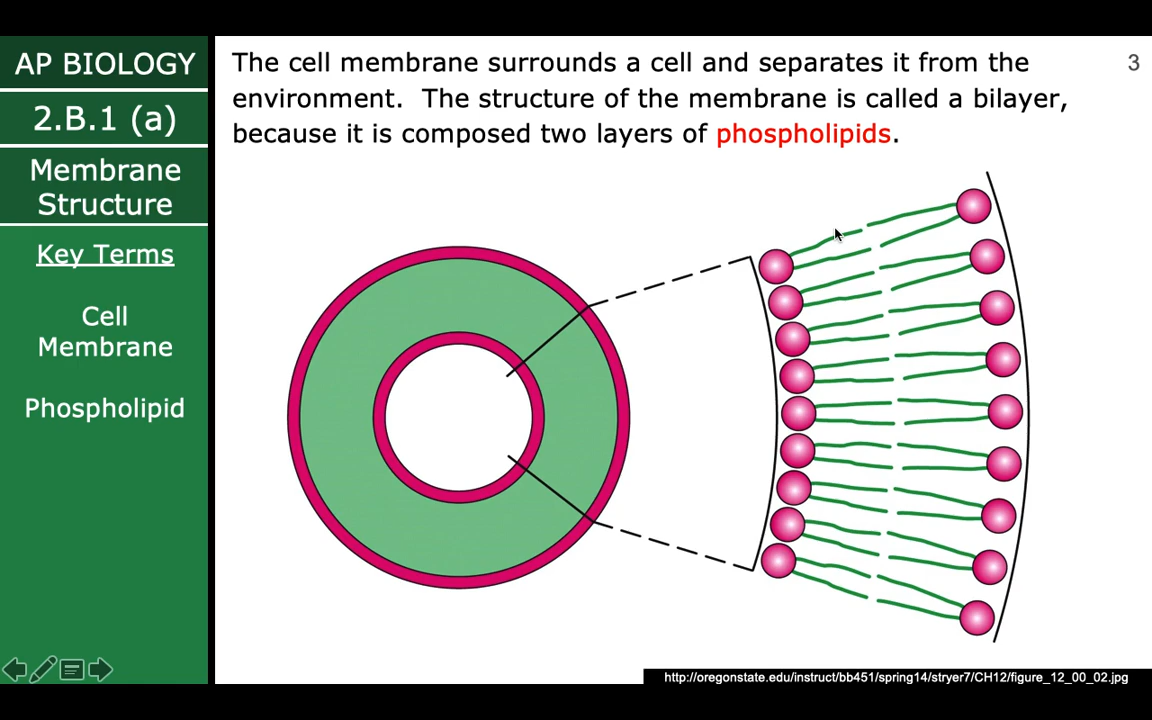 AP BIOLOGY
2.B.1 (a)
Membrane
Structure
Key Terms
Cell
Membrane
Phospholipid
The cell membrane surrounds a cell and separates it from the
environment.  The structure of the membrane is called a bilayer,
because it is composed two layers of phospholipids.
3
http://oregonstate.edu/instruct/bb451/spring14/stryer7/CH12/figure_12_00_02.jpg